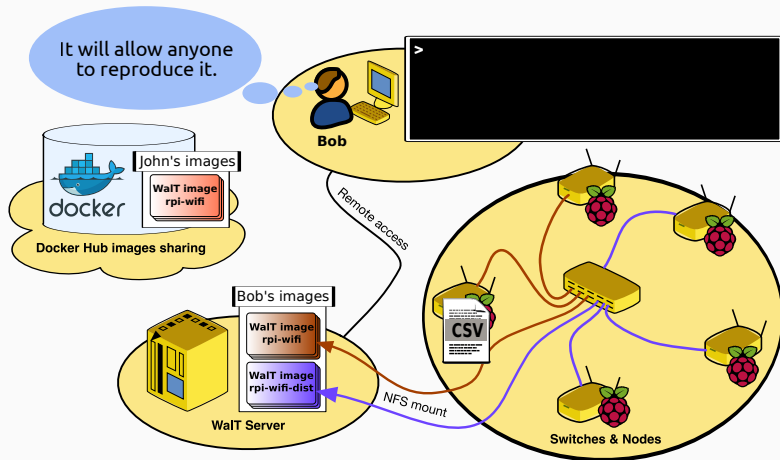 It will allow anyone
to reproduce it.
>
Bob
John's images
WalT image
rpi-wifi
docker
Docker Hub images sharing
Remote access
Bob's images
WalT image
rpi-wifi
WalT image
rpi-wifi-dist
CSV
NFS mount
WalT Server
Switches & Nodes